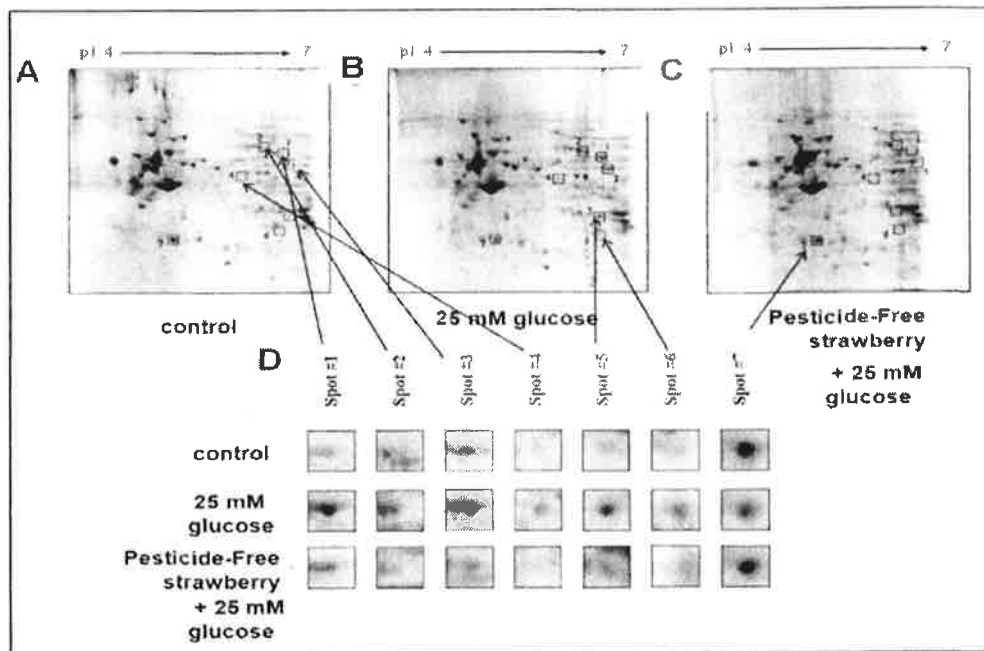 pI 4 7
pI 4 7
pI 4 7
A
B
C
control
25 mM glucose
Pesticide-Free
strawberry
+ 25 mM
glucose
D
Spot #1
Spot #2
Spot #3
Spot #4
Spot #5
Spot #6
Spot #7
control
25 mM
glucose
Pesticide-Free
strawberry
+ 25 mM
glucose